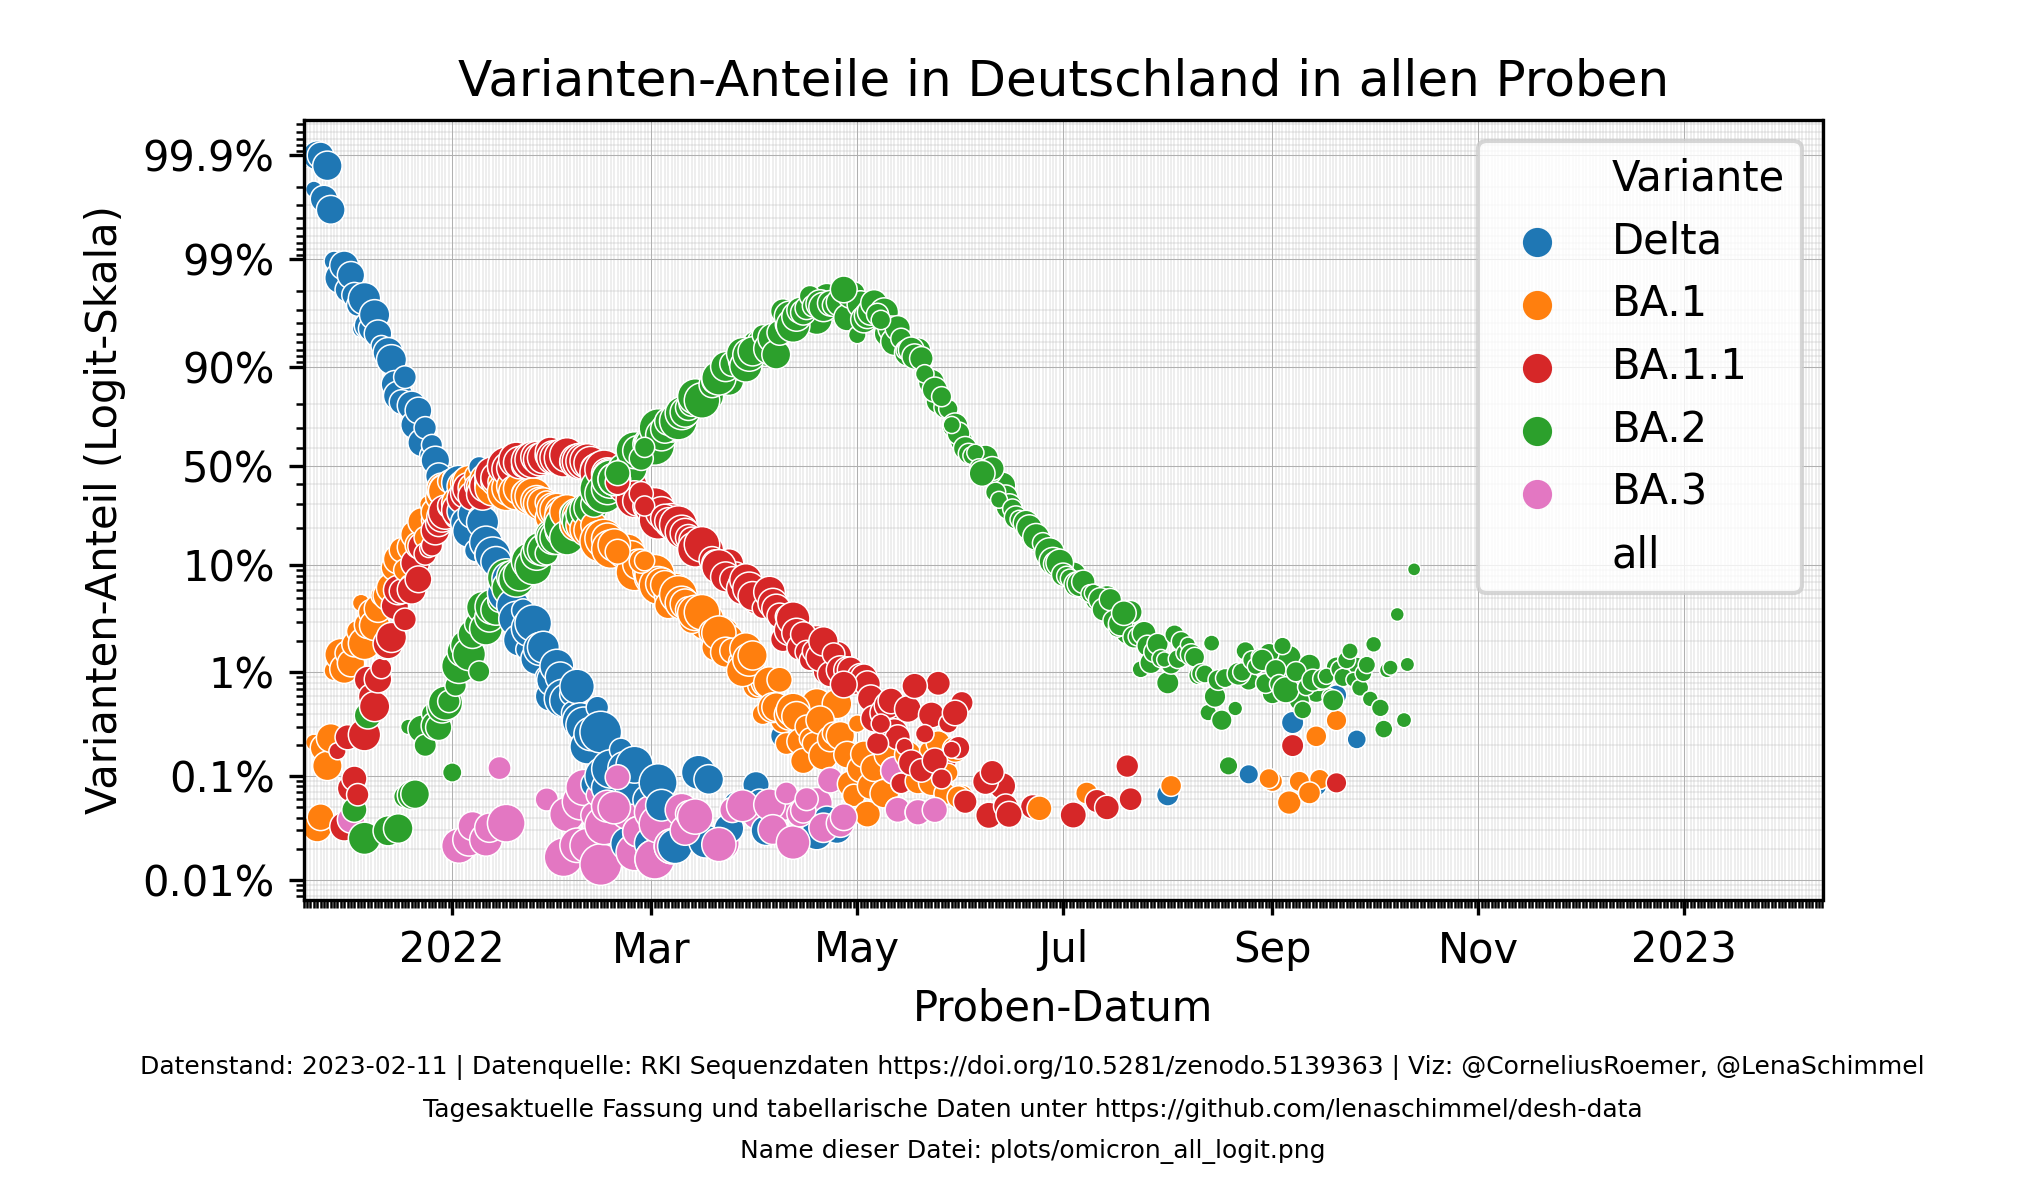 Varianten-Anteile in Deutschland in allen Proben
Varianten-Anteil (Logit-Skala)
99.9%
99%
90%
50%
10%
1%
0.1%
0.01%
Variante
Delta
BA.1
BA.1.1
BA.2
BA.3
all
2022
Mar
May
Jul
Sep
Nov
2023
Proben-Datum
Datenstand: 2023-02-11 | Datenquelle: RKI Sequenzdaten https://doi.org/10.5281/zenodo.5139363 | Viz: @CorneliusRoemer, @LenaSchimmel
Tagesaktuelle Fassung und tabellarische Daten unter https://github.com/lenaschimmel/desh-data
Name dieser Datei: plots/omicron_all_logit.png